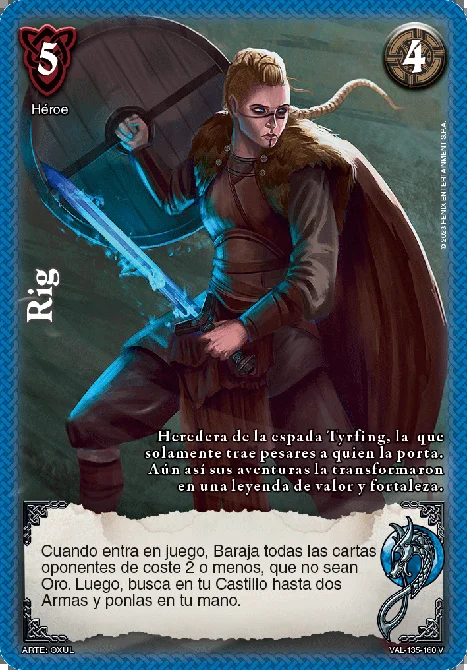 5
4
Héroe
© 2023 FENIX ENTERTAINMENT S.P.A.
Rig
Heredera de la espada Tyrfing, la que
solamente trae pesares a quien la porta.
Aún así sus aventuras la transformaron
en una leyenda de valor y fortaleza.
Cuando entra en juego, Baraja todas las cartas
oponentes de coste 2 o menos, que no sean
Oro. Luego, busca en tu Castillo hasta dos
Armas y ponlas en tu mano.
ARTE: OXUL
VAL-135-160 V